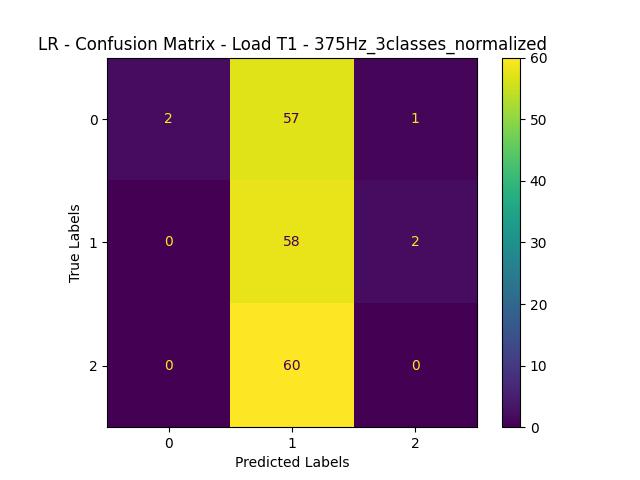 LR - Confusion Matrix - Load T1 - 375Hz_3classes_normalized
0 2 57 1
1 0 58 2
2 0 60 0
0 1 2
True Labels
Predicted Labels
60
50
40
30
20
10
0